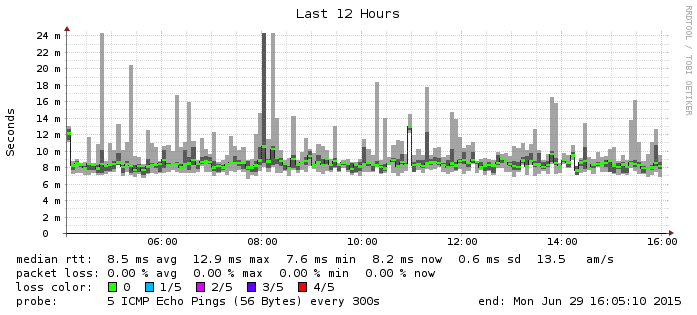 Last 12 Hours
RRDTOOL / TOBI OETIKER
Seconds
24 m
22 m
20 m
18 m
16 m
14 m
12 m
10 m
8 m
6 m
4 m
2 m
0
06:00 08:00 10:00 12:00 14:00 16:00
median rtt: 8.5 ms avg 12.9 ms max 7.6 ms min 8.2 ms now 0.6 ms sd 13.5 am/s
packet loss: 0.00 % avg 0.00 % max 0.00 % min 0.00 % now
loss color: 0 1/5 2/5 3/5 4/5
probe: 5 ICMP Echo Pings (56 Bytes) every 300s end: Mon Jun 29 16:05:10 2015